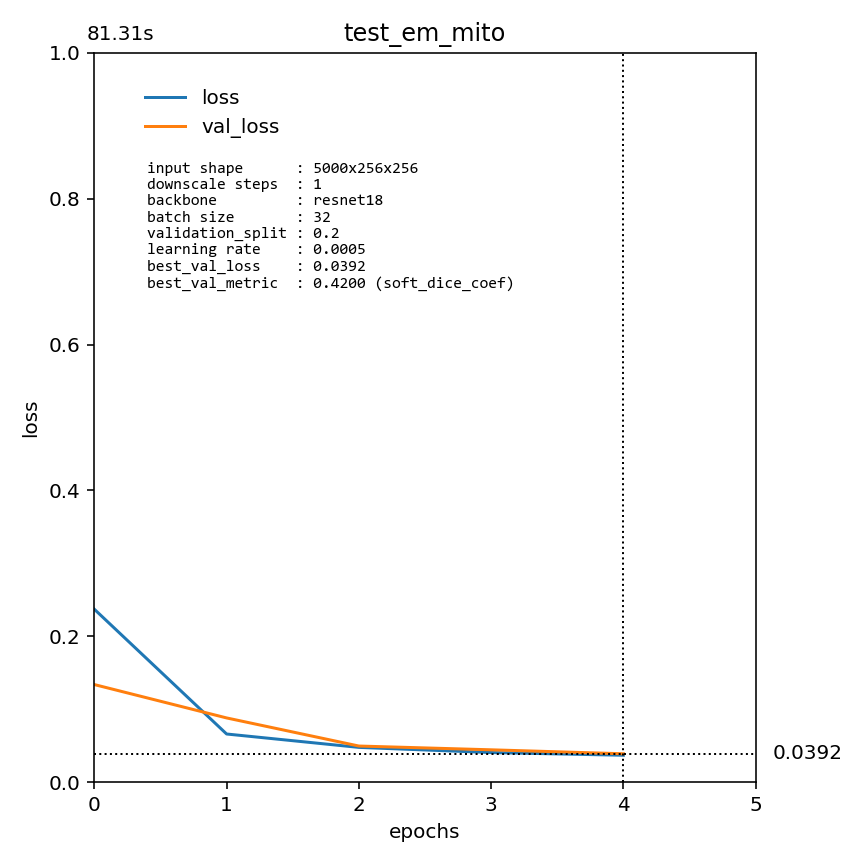 81.31s
test_em_mito
1.0
loss
val_loss
input shape      : 5000x256x256
downscale steps  : 1
backbone         : resnet18
batch size       : 32
validation_split : 0.2
learning rate    : 0.0005
best_val_loss    : 0.0392
best_val_metric  : 0.4200 (soft_dice_coef)
0.8
0.6
loss
0.4
0.2
0.0392
0.0
0 1 2 3 4 5
epochs